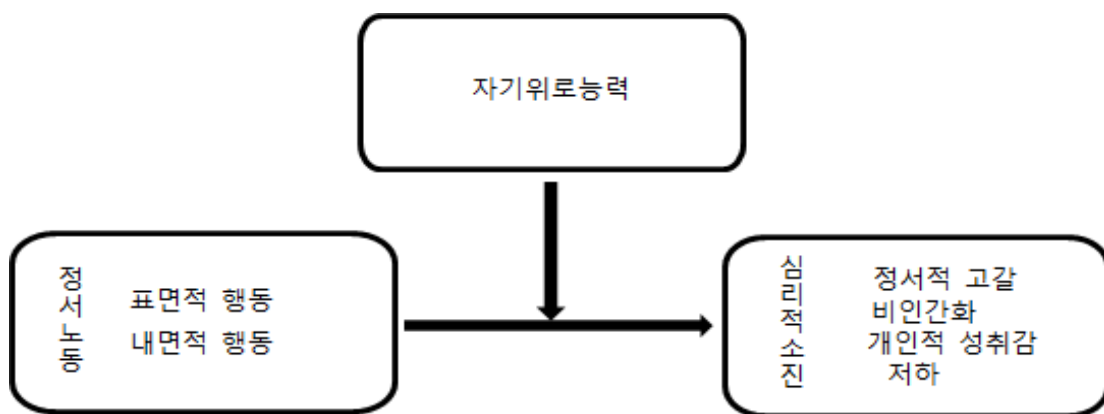 자기위로능력
정서노동
표면적 행동
내면적 행동
심리적소진
정서적 고갈
비인간화
개인적 성취감
저하